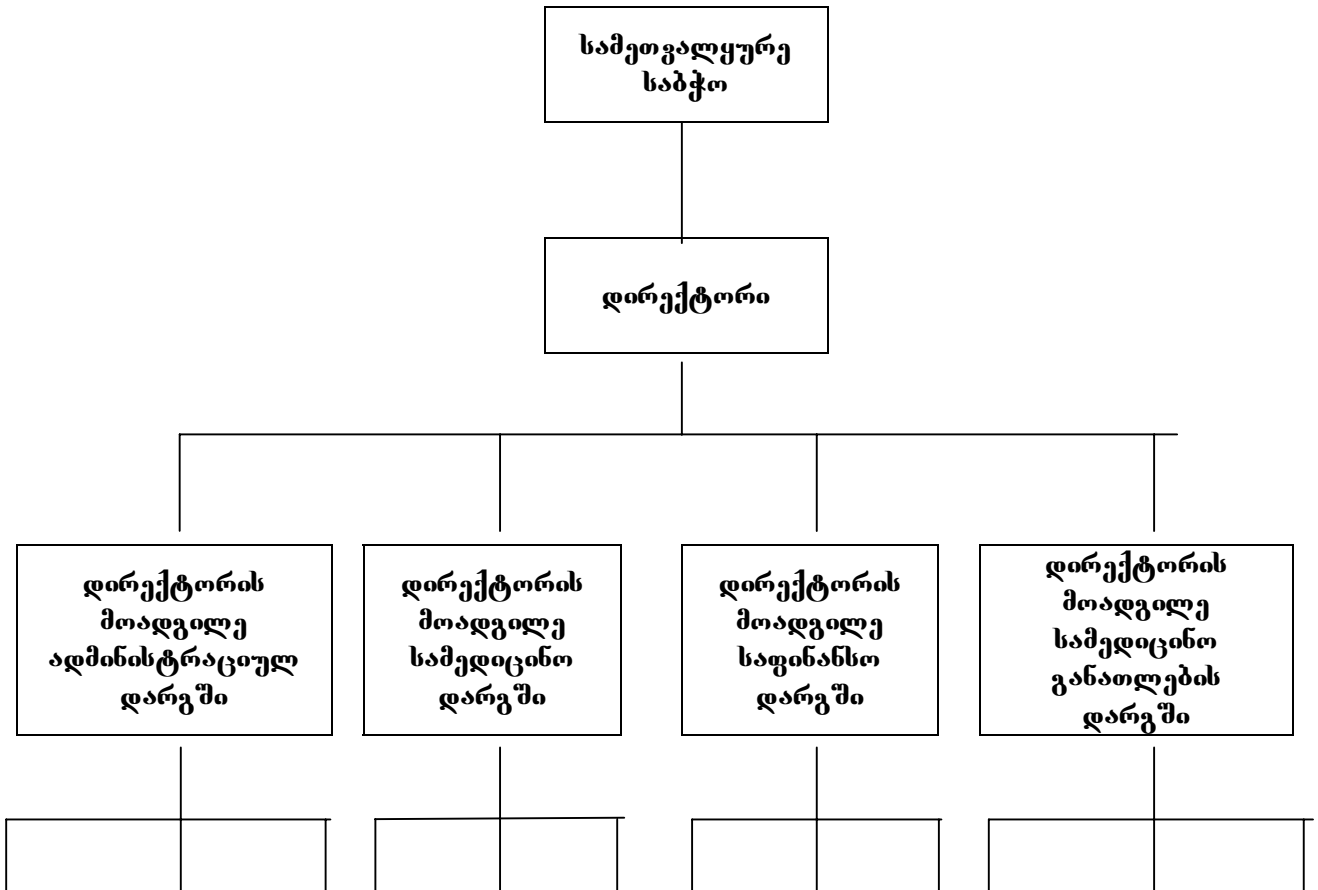 სამეთვალყურე
საბჭო
დირექტორი
დირექტორის
მოადგილე
ადმინისტრაციულ
დარგში
დირექტორის
მოადგილე
სამედიცინო
დარგში
დირექტორის
მოადგილე
საფინანსო
დარგში
დირექტორის
მოადგილე
სამედიცინო
განათლების
დარგში